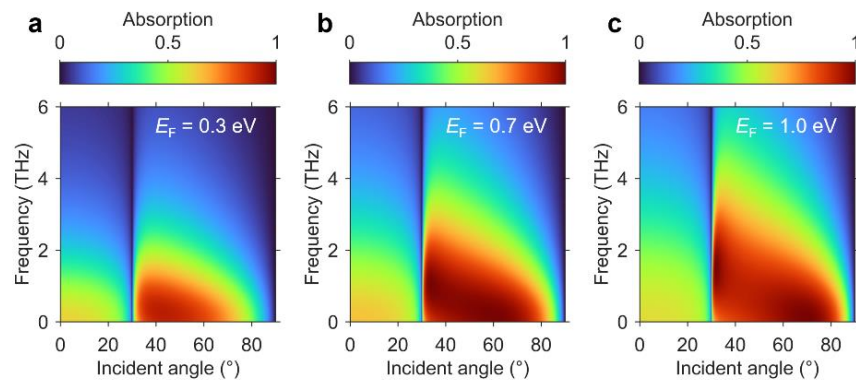 a
Absorption
0 0.5 1
6
4
2
0
Frequency (THz)
E_F = 0.3 eV
0 20 40 60 80
Incident angle (°)
b
Absorption
0 0.5 1
6
4
2
0
Frequency (THz)
E_F = 0.7 eV
0 20 40 60 80
Incident angle (°)
c
Absorption
0 0.5 1
6
4
2
0
Frequency (THz)
E_F = 1.0 eV
0 20 40 60 80
Incident angle (°)